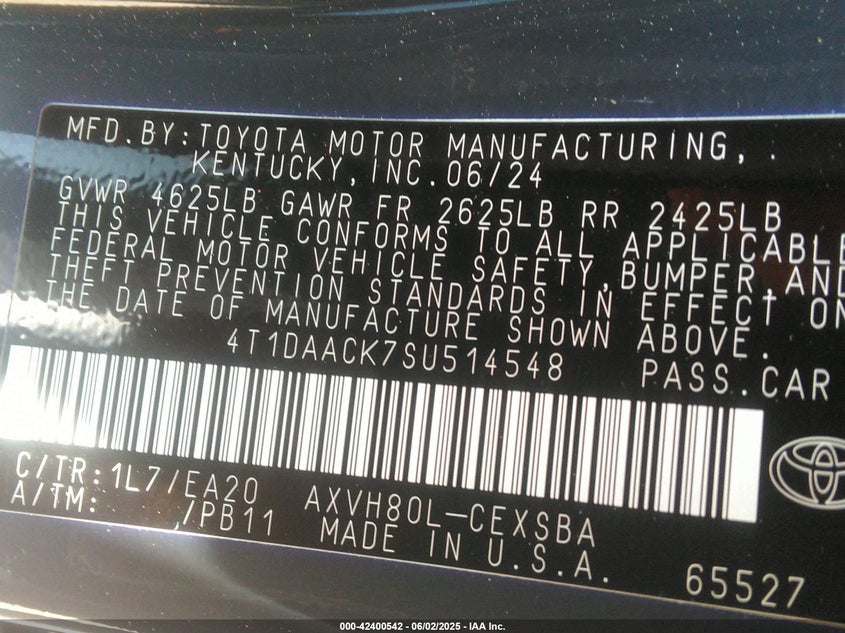 MFD.BY:TOYOTA MOTOR MANUFACTURING, .
KENTUCKY, INC. 06/24
GVWR 4625LB GAWR FR 2625LB RR 2425LB
THIS VEHICLE CONFORMS TO ALL APPLICABLE
FEDERAL MOTOR VEHICLE SAFETY, BUMPER, AND
THEFT PREVENTION STANDARDS IN EFFECT ON
THE DATE OF MANUFACTURE SHOWN ABOVE.
4T1DAACK7SU514548 PASS.CAR
C/TR:1L7/EA20 AXVH80L-CEXSBA
A/TM: /PB11 MADE IN U.S.A.
65527
000-42400542 - 06/02/2025 - IAA Inc.